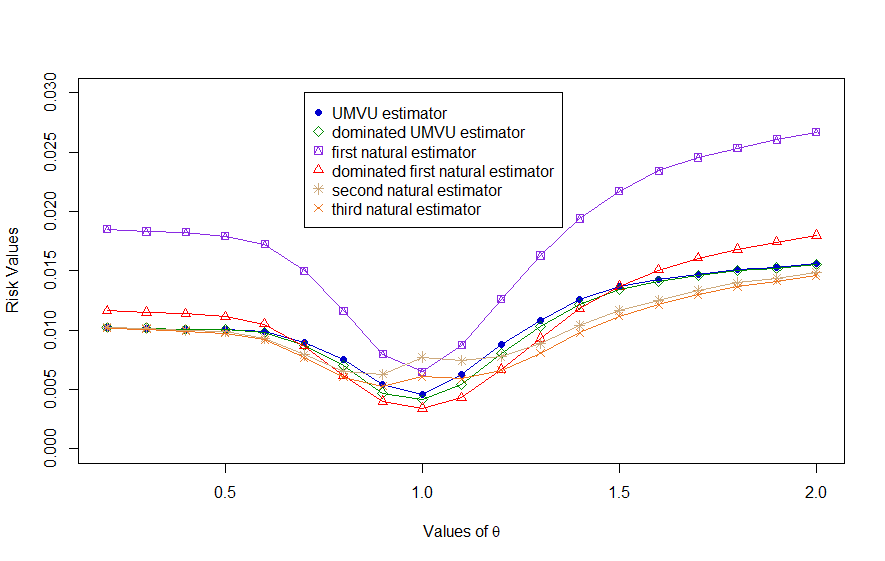 UMVU estimator
dominated UMVU estimator
first natural estimator
dominated first natural estimator
second natural estimator
third natural estimator
Risk Values
0.030
0.025
0.020
0.015
0.010
0.005
0.000
0.5
1.0
1.5
2.0
Values of θ